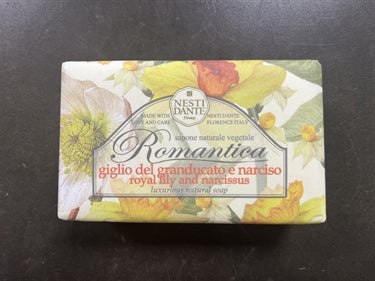 NESTI
DANTE
Firenze
MADE WITH
LOVE AND CARE
NESTI DANTE
FLORENCE ITALY
sapone naturale vegetale
Romantica
giglio del granducato e narciso
royal lily and narcissus
luxurious natural soap